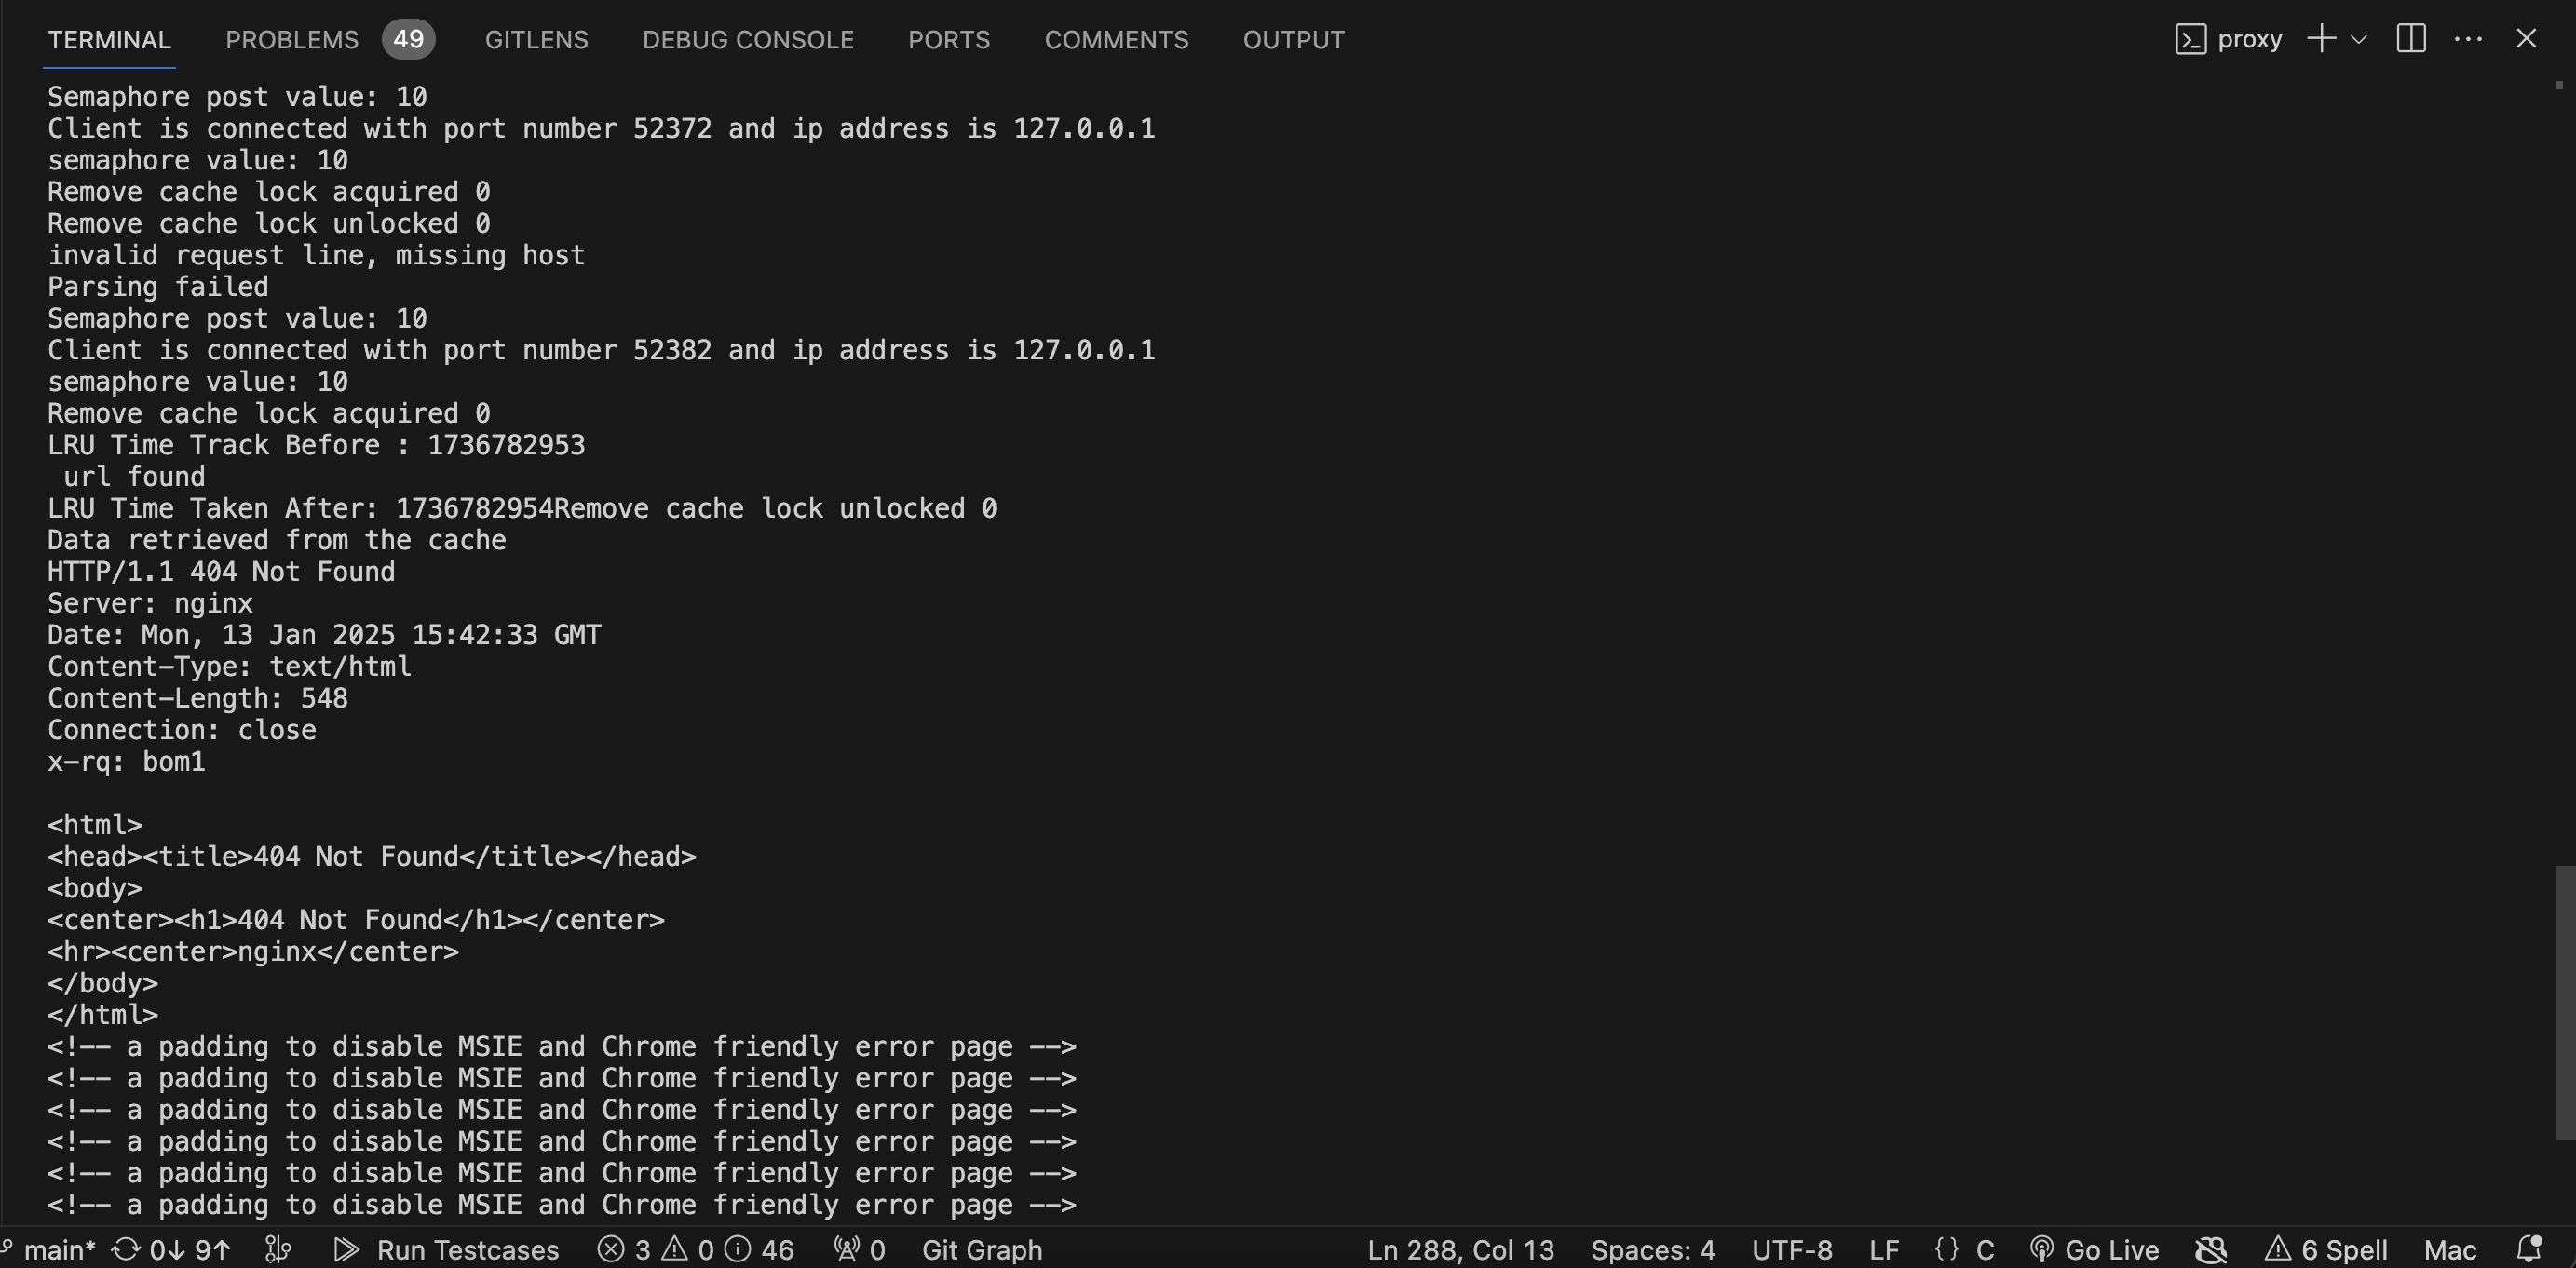 TERMINAL PROBLEMS 49 GITLENS DEBUG CONSOLE PORTS COMMENTS OUTPUT proxy
Semaphore post value: 10
Client is connected with port number 52372 and ip address is 127.0.0.1
semaphore value: 10
Remove cache lock acquired 0
Remove cache lock unlocked 0
invalid request line, missing host
Parsing failed
Semaphore post value: 10
Client is connected with port number 52382 and ip address is 127.0.0.1
semaphore value: 10
Remove cache lock acquired 0
LRU Time Track Before : 1736782953
 url found
LRU Time Taken After: 1736782954Remove cache lock unlocked 0
Data retrieved from the cache
HTTP/1.1 404 Not Found
Server: nginx
Date: Mon, 13 Jan 2025 15:42:33 GMT
Content-Type: text/html
Content-Length: 548
Connection: close
x-rq: bom1

<html>
<head><title>404 Not Found</title></head>
<body>
<center><h1>404 Not Found</h1></center>
<hr><center>nginx</center>
</body>
</html>
<!-- a padding to disable MSIE and Chrome friendly error page -->
<!-- a padding to disable MSIE and Chrome friendly error page -->
<!-- a padding to disable MSIE and Chrome friendly error page -->
<!-- a padding to disable MSIE and Chrome friendly error page -->
<!-- a padding to disable MSIE and Chrome friendly error page -->
<!-- a padding to disable MSIE and Chrome friendly error page -->
main* 0↓ 9↑ Run Testcases 3 0 46 0 Git Graph Ln 288, Col 13 Spaces: 4 UTF-8 LF {} C Go Live 6 Spell Mac